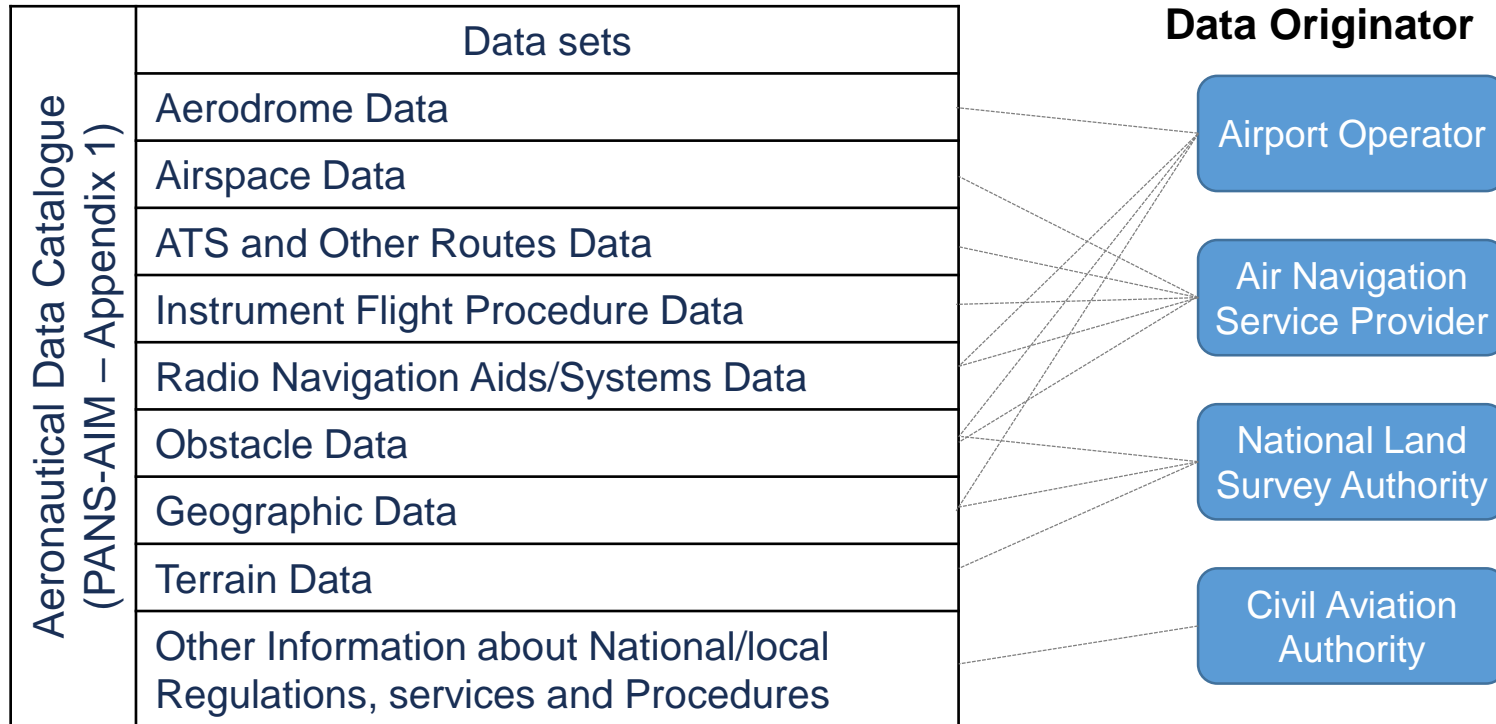 Aeronautical Data Catalogue
(PANS-AIM – Appendix 1)
Data sets
Aerodrome Data
Airspace Data
ATS and Other Routes Data
Instrument Flight Procedure Data
Radio Navigation Aids/Systems Data
Obstacle Data
Geographic Data
Terrain Data
Other Information about National/local
Regulations, services and Procedures
Data Originator
Airport Operator
Air Navigation
Service Provider
National Land
Survey Authority
Civil Aviation
Authority